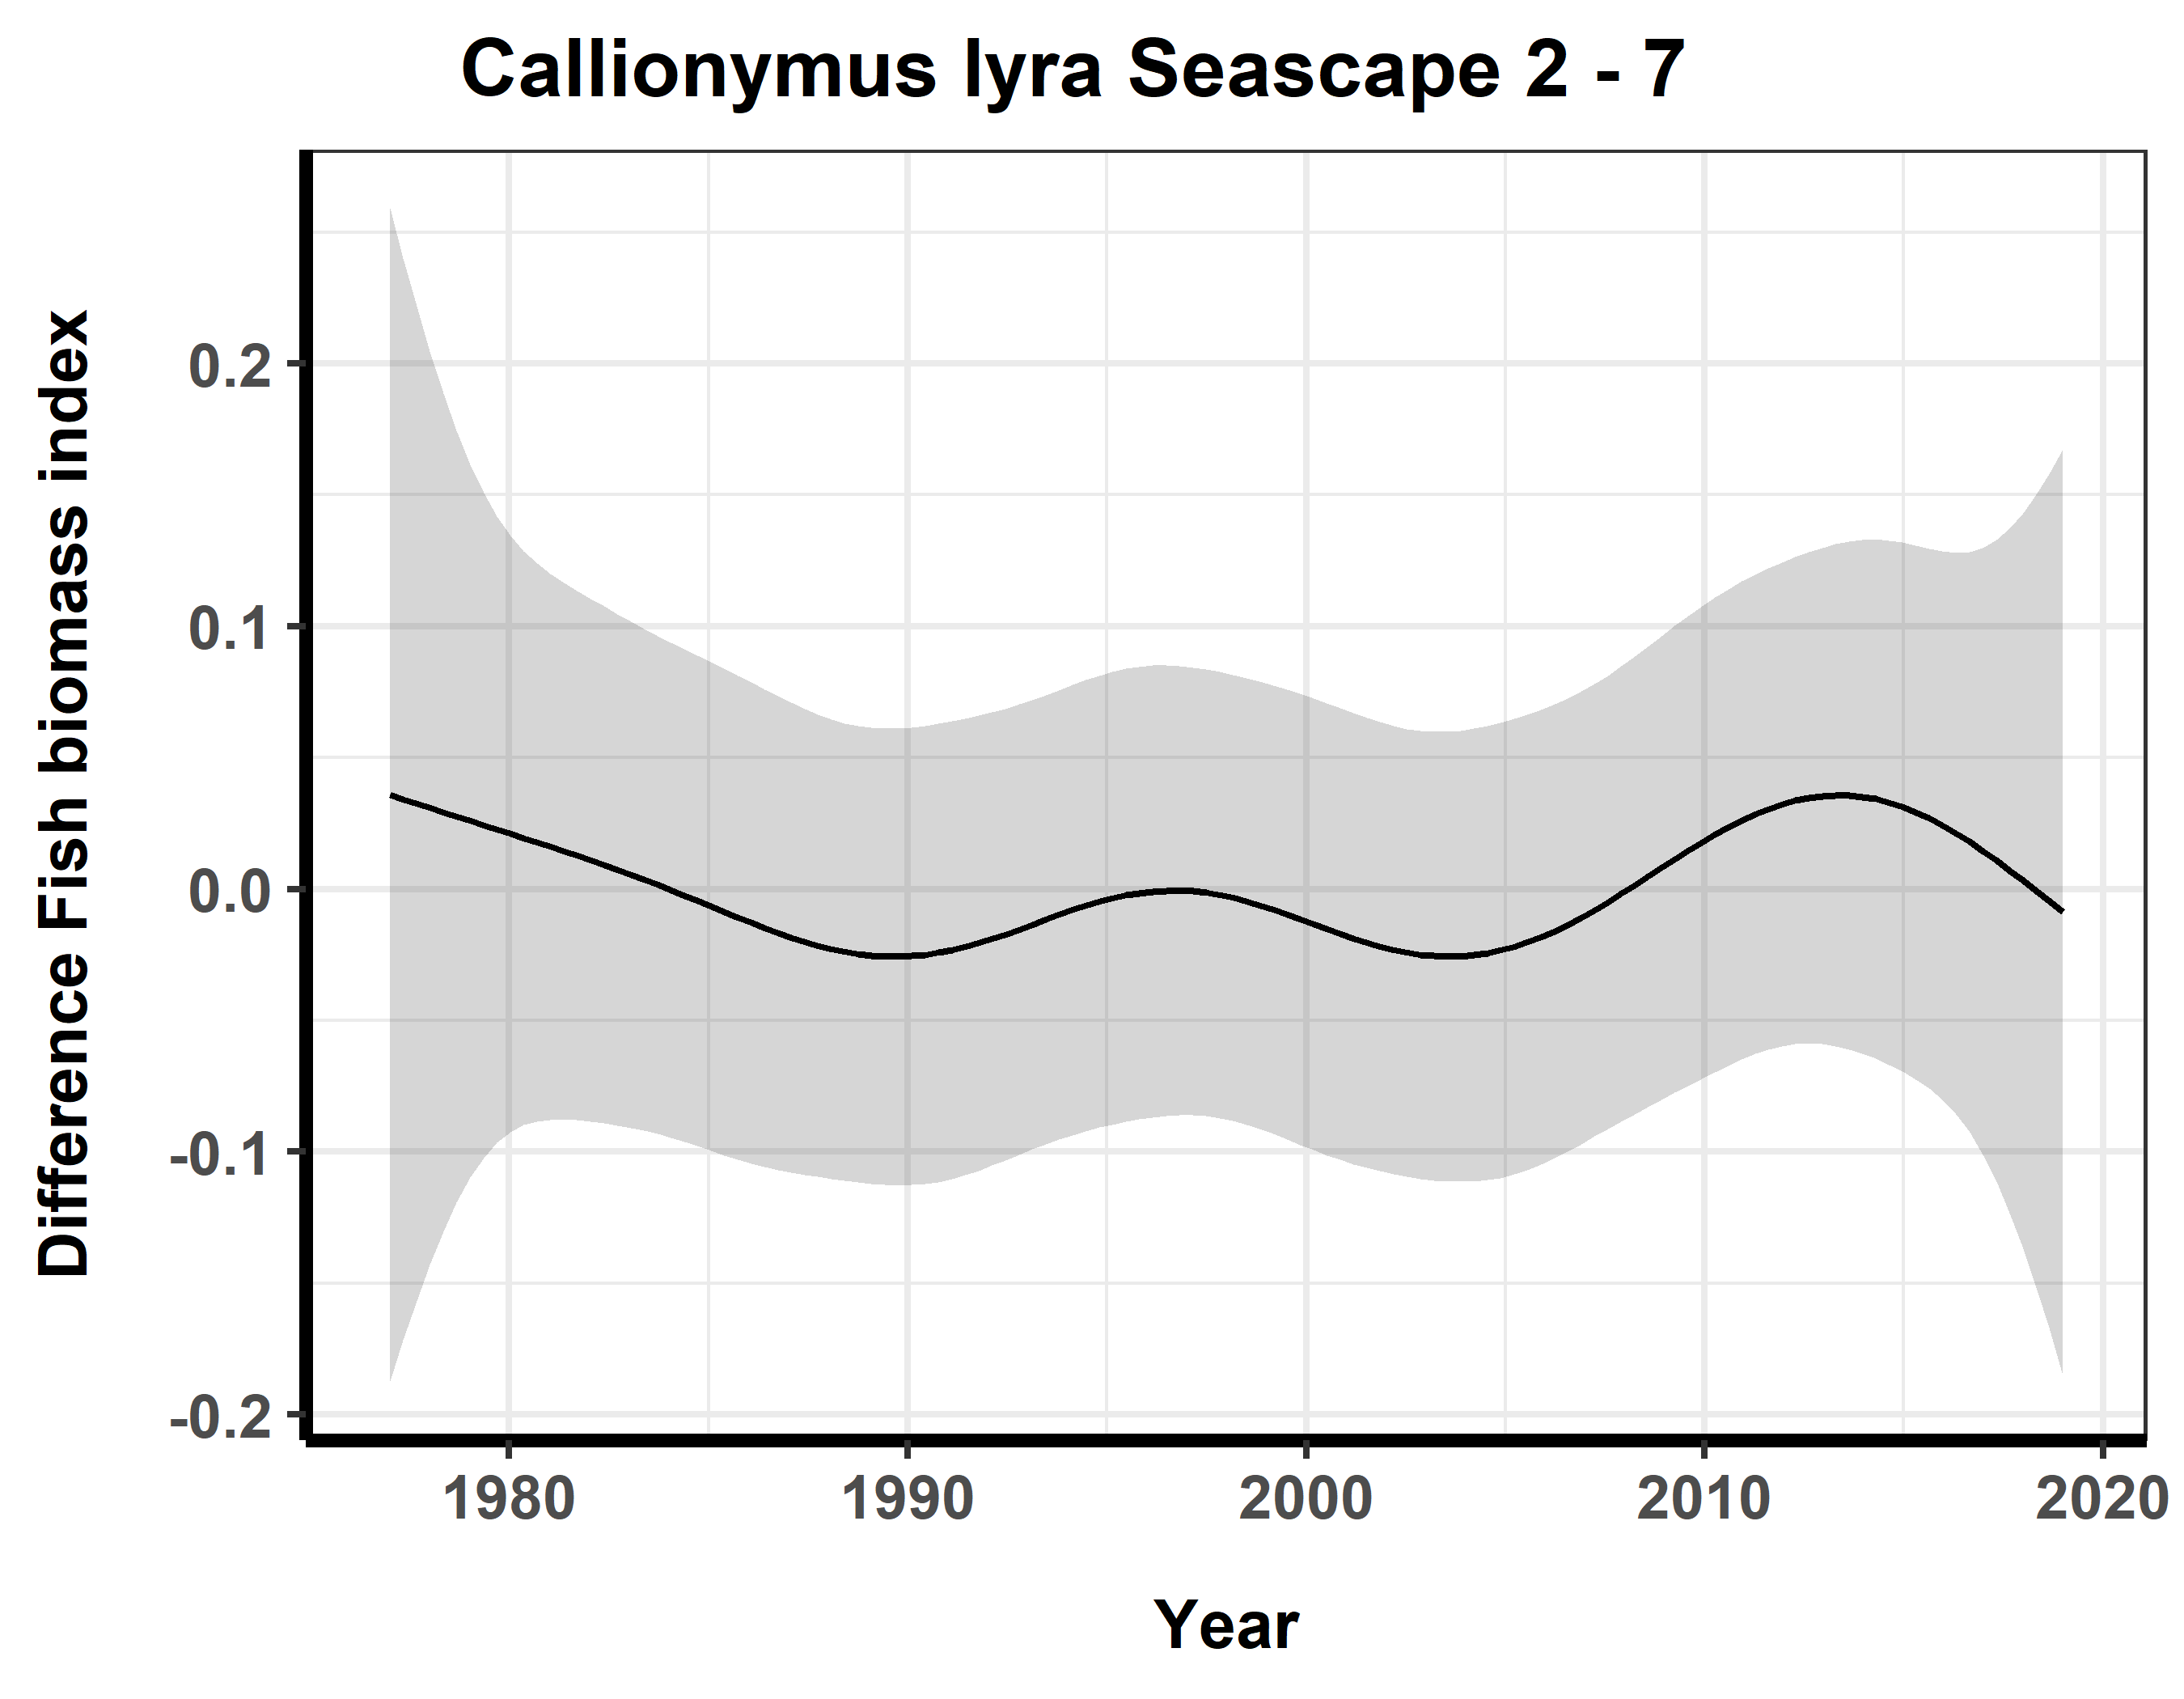 Callionymus lyra Seascape 2 - 7
Difference Fish biomass index
0.2
0.1
0.0
-0.1
-0.2
1980 1990 2000 2010 2020
Year